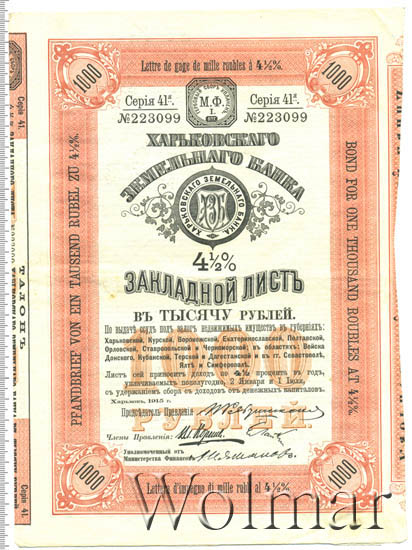 Lettre de gage de mille roubles à 4½%.
1000
1000
Серія 41ª.
М.Ф.
I.
Серія 41ª.
№223099
№223099
ХАРЬКОВСКАГО
ЗЕМЕЛЬНАГО БАНКА
ХАРЬКОВСКАГО ЗЕМЕЛЬНАГО БАНКА
ХЗБ
4½%
ЗАКЛАДНОЙ ЛИСТЪ
ВЪ ТЫСЯЧУ РУБЛЕЙ.
По выдачѣ ссудъ подъ залогъ недвижимыхъ имуществъ въ губерніяхъ:
Харьковской, Курской, Воронежской, Екатеринославской, Полтавской,
Орловской, Ставропольской и Черноморской; въ областяхъ: Войска
Донского, Кубанской, Терской и Дагестанской и въ гг. Севастополѣ,
Ялтѣ и Симферополѣ.
Листъ сей приноситъ дохода по 4½ процента въ годъ,
уплачиваемыхъ полугодно, 2 Января и 1 Іюля,
съ удержаніемъ сбора съ доходовъ отъ денежныхъ капиталовъ.
Харьковъ, 1915 г.
РУБЛЕЙ
Предсѣдатель Правленія
Члены Правленія:
Уполномоченный отъ
Министерства Финансовъ
1000
1000
Lettera d'impegno di mille rubli al 4½%.
PFANDBRIEF VON EIN TAUSEND RUBEL ZU 4½%.
BOND FOR ONE THOUSAND ROUBLES AT 4½%.
Серія 41.
ТАЛОНЪ
Серія 41.
Wolmar